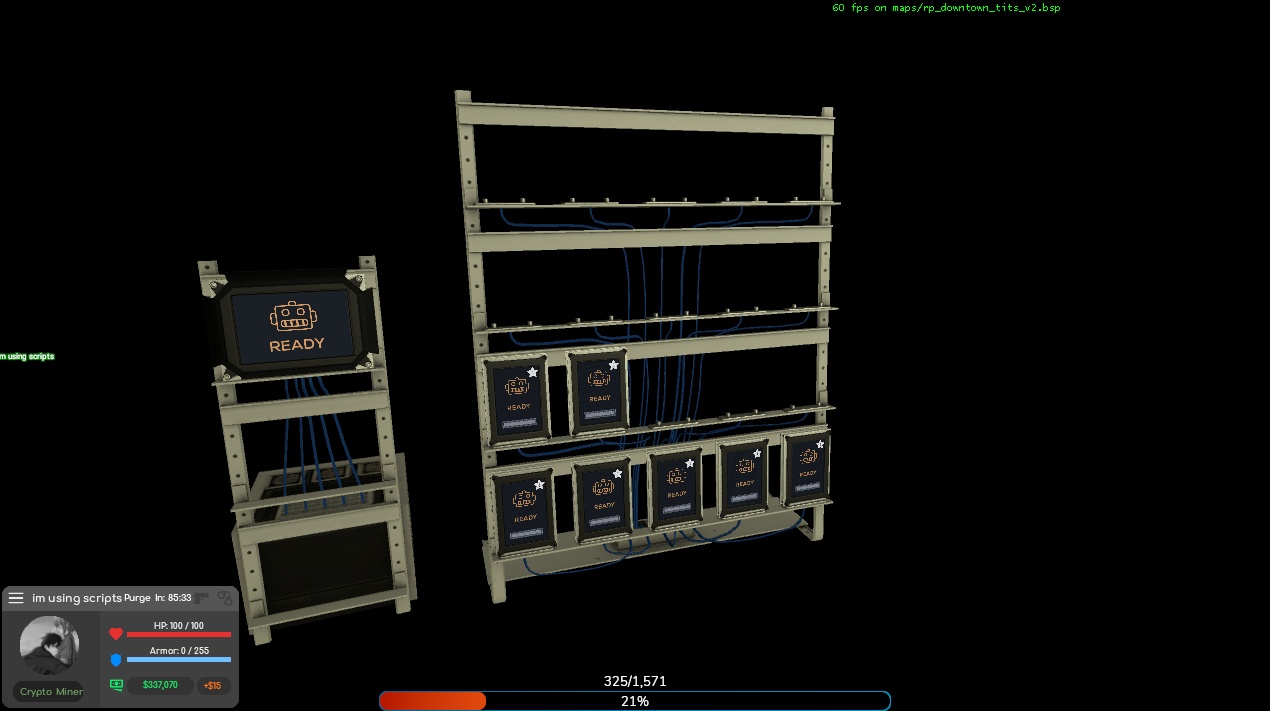 60 fps on maps/rp_downtown_tits_v2.bsp
READY
m using scripts
READY
READY
READY
READY
READY
READY
READY
im using scripts Purge In: 85:33
HP: 100 / 100
Armor: 0 / 255
Crypto Miner
$337,070
+$15
325/1,571
21%